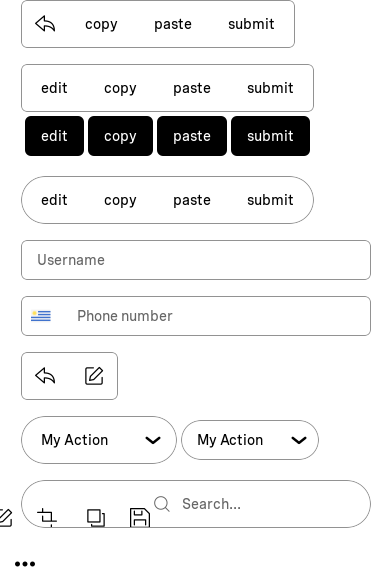 copy paste submit
edit copy paste submit
edit copy paste submit
edit copy paste submit
Username
Phone number
My Action My Action
Search...